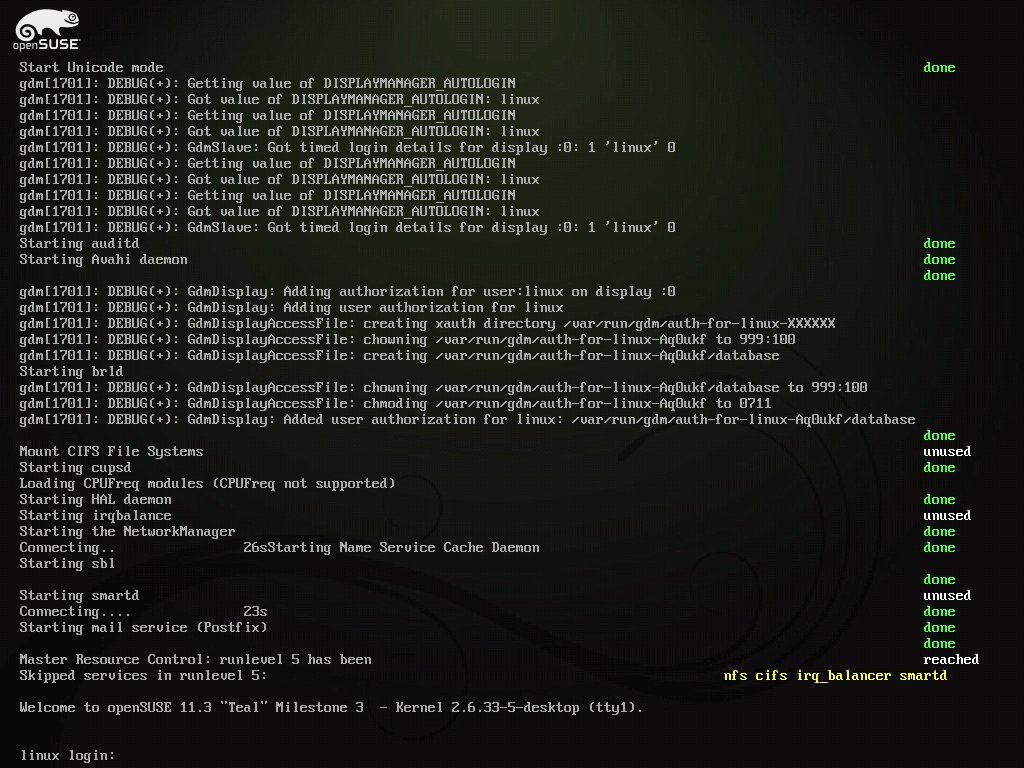 openSUSE
Start Unicode mode done
gdm[1701]: DEBUG(+): Getting value of DISPLAYMANAGER_AUTOLOGIN
gdm[1701]: DEBUG(+): Got value of DISPLAYMANAGER_AUTOLOGIN: linux
gdm[1701]: DEBUG(+): Getting value of DISPLAYMANAGER_AUTOLOGIN
gdm[1701]: DEBUG(+): Got value of DISPLAYMANAGER_AUTOLOGIN: linux
gdm[1701]: DEBUG(+): GdmSlave: Got timed login details for display :0: 1 'linux' 0
gdm[1701]: DEBUG(+): Getting value of DISPLAYMANAGER_AUTOLOGIN
gdm[1701]: DEBUG(+): Got value of DISPLAYMANAGER_AUTOLOGIN: linux
gdm[1701]: DEBUG(+): Getting value of DISPLAYMANAGER_AUTOLOGIN
gdm[1701]: DEBUG(+): Got value of DISPLAYMANAGER_AUTOLOGIN: linux
gdm[1701]: DEBUG(+): GdmSlave: Got timed login details for display :0: 1 'linux' 0
Starting auditd done
Starting Avahi daemon done
done
gdm[1701]: DEBUG(+): GdmDisplay: Adding authorization for user:linux on display :0
gdm[1701]: DEBUG(+): GdmDisplay: Adding user authorization for linux
gdm[1701]: DEBUG(+): GdmDisplayAccessFile: creating xauth directory /var/run/gdm/auth-for-linux-XXXXXX
gdm[1701]: DEBUG(+): GdmDisplayAccessFile: chowning /var/run/gdm/auth-for-linux-Aq0ukf to 999:100
gdm[1701]: DEBUG(+): GdmDisplayAccessFile: creating /var/run/gdm/auth-for-linux-Aq0ukf/database
Starting brld
gdm[1701]: DEBUG(+): GdmDisplayAccessFile: chowning /var/run/gdm/auth-for-linux-Aq0ukf/database to 999:100
gdm[1701]: DEBUG(+): GdmDisplayAccessFile: chmoding /var/run/gdm/auth-for-linux-Aq0ukf to 0711
gdm[1701]: DEBUG(+): GdmDisplay: Added user authorization for linux: /var/run/gdm/auth-for-linux-Aq0ukf/database
done
Mount CIFS File Systems unused
Starting cupsd done
Loading CPUFreq modules (CPUFreq not supported)
Starting HAL daemon done
Starting irqbalance unused
Starting the NetworkManager done
Connecting.. 26sStarting Name Service Cache Daemon done
Starting sbl
done
Starting smartd unused
Connecting.... 23s done
Starting mail service (Postfix) done
done
Master Resource Control: runlevel 5 has been reached
Skipped services in runlevel 5: nfs cifs irq_balancer smartd
Welcome to openSUSE 11.3 "Teal" Milestone 3 - Kernel 2.6.33-5-desktop (tty1).
linux login: